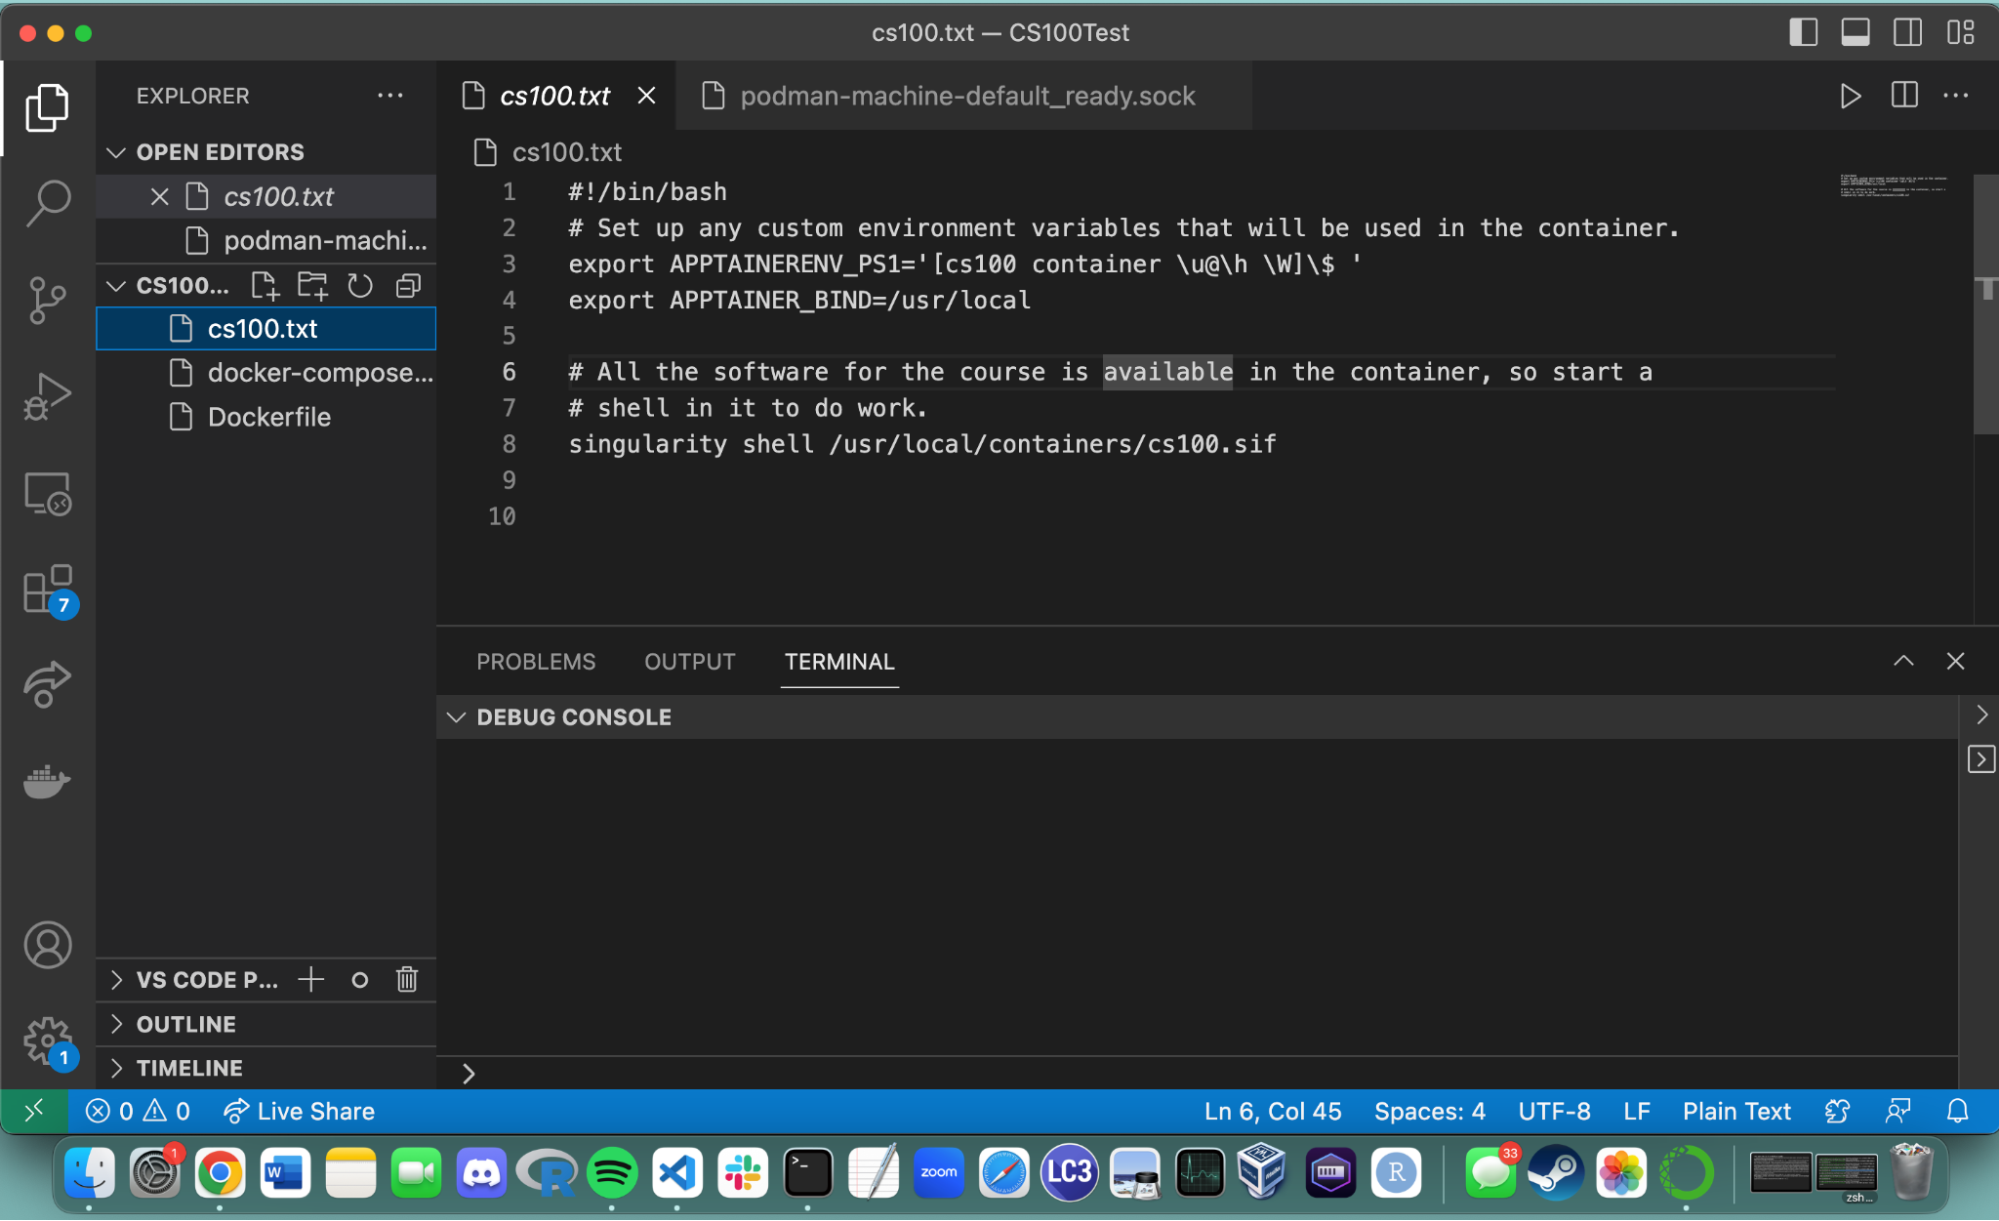 cs100.txt — CS100Test
EXPLORER
cs100.txt
podman-machine-default_ready.sock
OPEN EDITORS
cs100.txt
podman-machi...
CS100...
cs100.txt
docker-compose...
Dockerfile
VS CODE P...
OUTLINE
TIMELINE
cs100.txt
1 #!/bin/bash
2 # Set up any custom environment variables that will be used in the container.
3 export APPTAINERENV_PS1='[cs100 container \u@\h \W]\$ '
4 export APPTAINER_BIND=/usr/local
5
6 # All the software for the course is available in the container, so start a
7 # shell in it to do work.
8 singularity shell /usr/local/containers/cs100.sif
9
10
PROBLEMS OUTPUT TERMINAL
DEBUG CONSOLE
7
1
0 0 Live Share Ln 6, Col 45 Spaces: 4 UTF-8 LF Plain Text
1
W
R
>_
zoom
LC3
R
33
zsh...